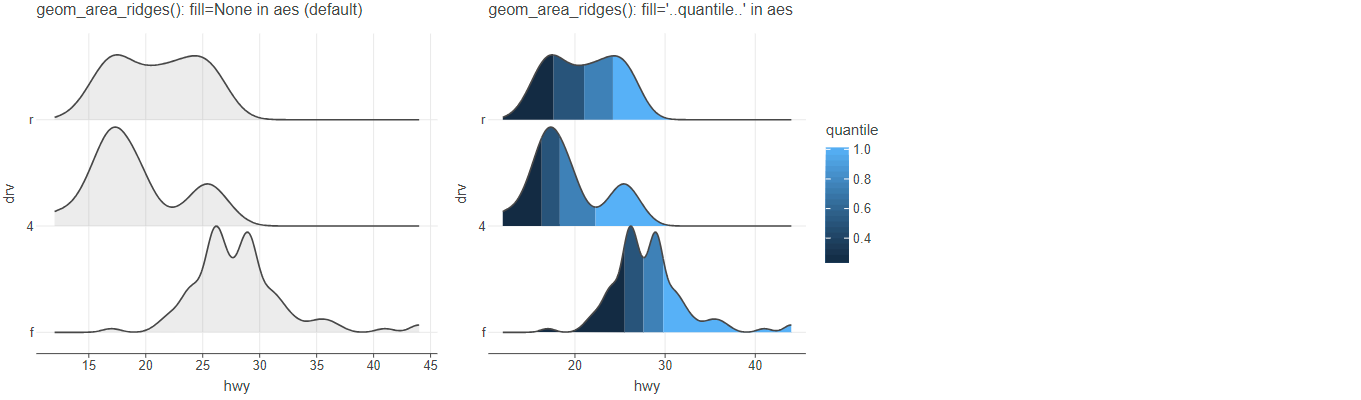 geom_area_ridges(): fill=None in aes (default)
r
4
f
drv
15 20 25 30 35 40 45
hwy
geom_area_ridges(): fill='..quantile..' in aes
r
4
f
drv
20 30 40
hwy
quantile
1.0
0.8
0.6
0.4